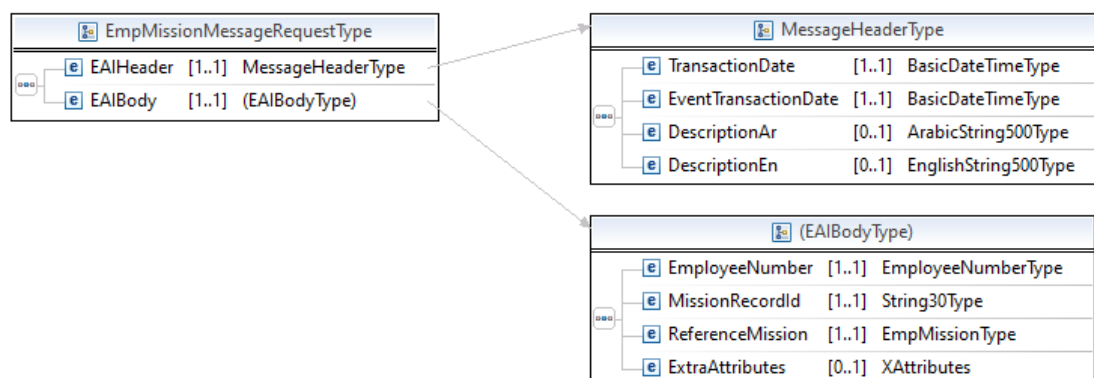 EmpMissionMessageRequestType
e EAIHeader [1..1] MessageHeaderType
e EAIBody [1..1] (EAIBodyType)
MessageHeaderType
e TransactionDate [1..1] BasicDateTimeType
e EventTransactionDate [1..1] BasicDateTimeType
e DescriptionAr [0..1] ArabicString500Type
e DescriptionEn [0..1] EnglishString500Type
(EAIBodyType)
e EmployeeNumber [1..1] EmployeeNumberType
e MissionRecordId [1..1] String30Type
e ReferenceMission [1..1] EmpMissionType
e ExtraAttributes [0..1] XAttributes